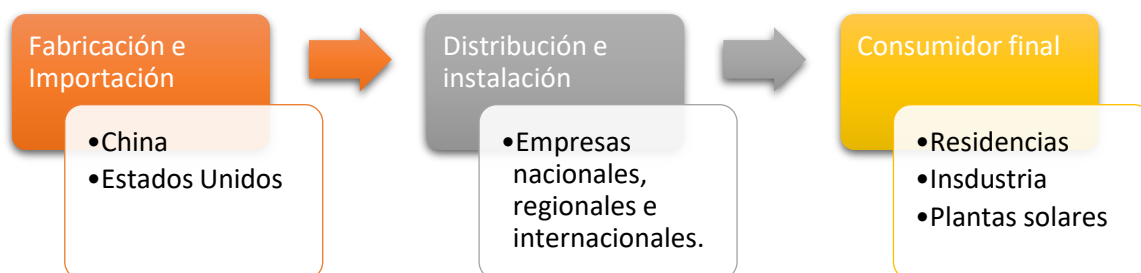 Fabricación e
Importación
•China
•Estados Unidos
Distribución e
instalación
•Empresas
nacionales,
regionales e
internacionales.
Consumidor final
•Residencias
•Insdustria
•Plantas solares